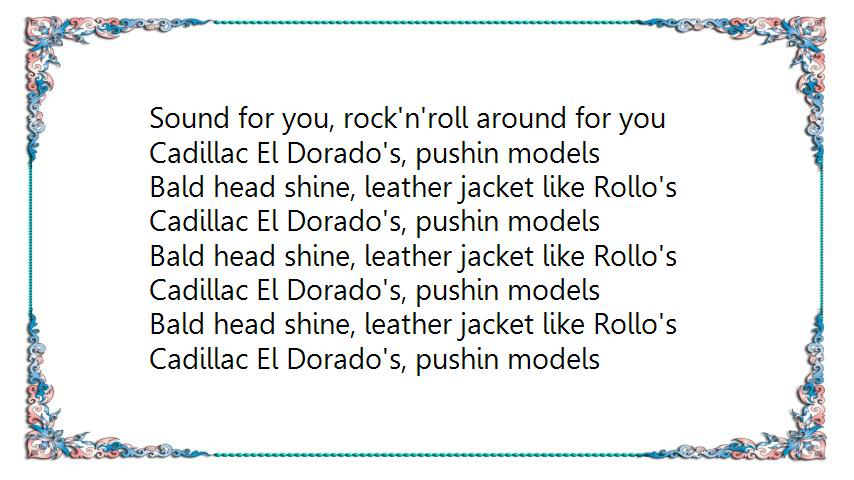 Sound for you, rock'n'roll around for you
Cadillac El Dorado's, pushin models
Bald head shine, leather jacket like Rollo's
Cadillac El Dorado's, pushin models
Bald head shine, leather jacket like Rollo's
Cadillac El Dorado's, pushin models
Bald head shine, leather jacket like Rollo's
Cadillac El Dorado's, pushin models